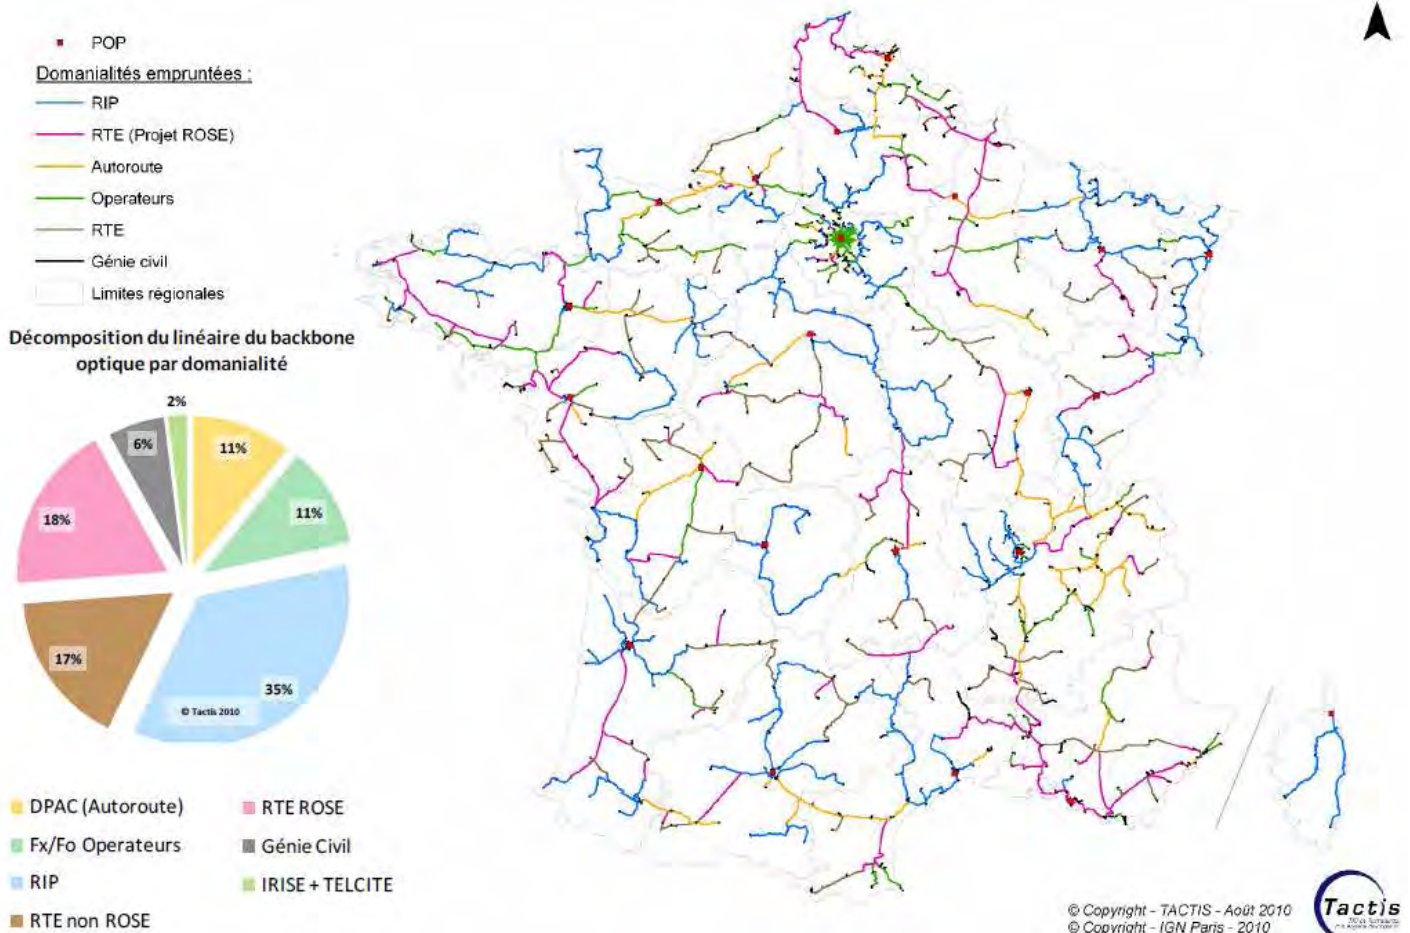 POP
Domanialités empruntées :
RIP
RTE (Projet ROSE)
Autoroute
Operateurs
RTE
Génie civil
Limites régionales
Décomposition du linéaire du backbone
optique par domanialité
2%
6%
11%
18%
11%
17%
35%
© Tactis 2010
DPAC (Autoroute)
RTE ROSE
Fx/Fo Operateurs
Génie Civil
RIP
IRISE + TELCITE
RTE non ROSE
© Copyright - TACTIS - Août 2010
© Copyright - IGN Paris - 2010
Tactis